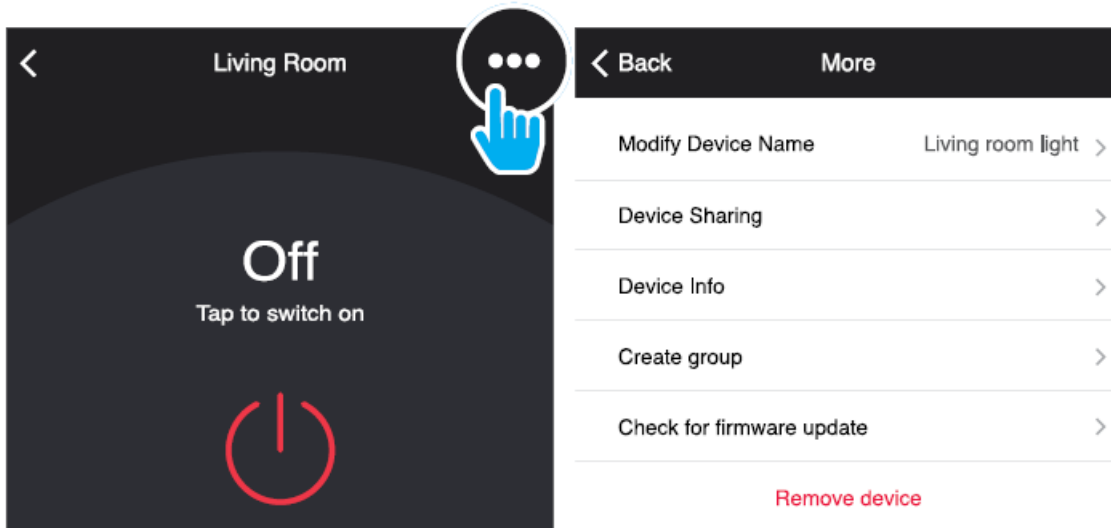 Living Room
Off
Tap to switch on
Back
More
Modify Device Name
Living room light
Device Sharing
Device Info
Create group
Check for firmware update
Remove device